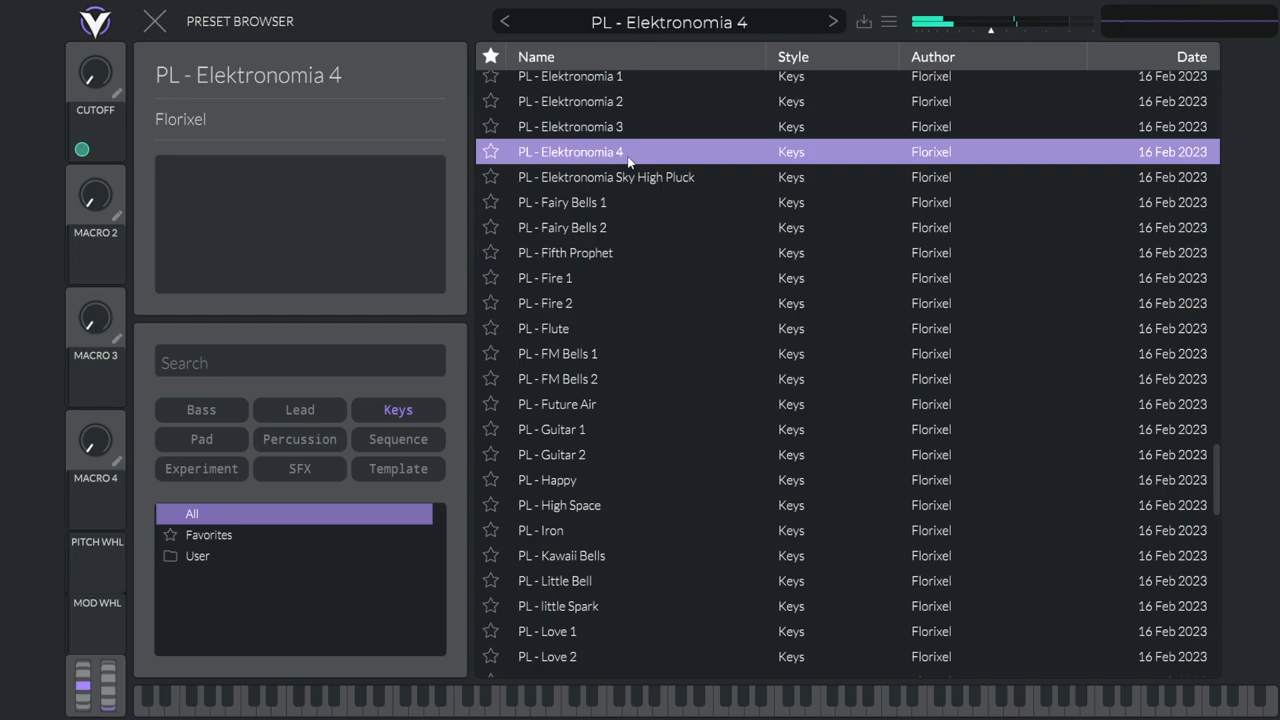 PRESET BROWSER
PL - Elektronomia 4
CUTOFF
MACRO 2
MACRO 3
MACRO 4
PITCH WHL
MOD WHL
PL - Elektronomia 4
Florixel
Search
Bass Lead Keys
Pad Percussion Sequence
Experiment SFX Template
All
Favorites
User
Name Style Author Date
PL - Elektronomia 1 Keys Florixel 16 Feb 2023
PL - Elektronomia 2 Keys Florixel 16 Feb 2023
PL - Elektronomia 3 Keys Florixel 16 Feb 2023
PL - Elektronomia 4 Keys Florixel 16 Feb 2023
PL - Elektronomia Sky High Pluck Keys Florixel 16 Feb 2023
PL - Fairy Bells 1 Keys Florixel 16 Feb 2023
PL - Fairy Bells 2 Keys Florixel 16 Feb 2023
PL - Fifth Prophet Keys Florixel 16 Feb 2023
PL - Fire 1 Keys Florixel 16 Feb 2023
PL - Fire 2 Keys Florixel 16 Feb 2023
PL - Flute Keys Florixel 16 Feb 2023
PL - FM Bells 1 Keys Florixel 16 Feb 2023
PL - FM Bells 2 Keys Florixel 16 Feb 2023
PL - Future Air Keys Florixel 16 Feb 2023
PL - Guitar 1 Keys Florixel 16 Feb 2023
PL - Guitar 2 Keys Florixel 16 Feb 2023
PL - Happy Keys Florixel 16 Feb 2023
PL - High Space Keys Florixel 16 Feb 2023
PL - Iron Keys Florixel 16 Feb 2023
PL - Kawaii Bells Keys Florixel 16 Feb 2023
PL - Little Bell Keys Florixel 16 Feb 2023
PL - little Spark Keys Florixel 16 Feb 2023
PL - Love 1 Keys Florixel 16 Feb 2023
PL - Love 2 Keys Florixel 16 Feb 2023